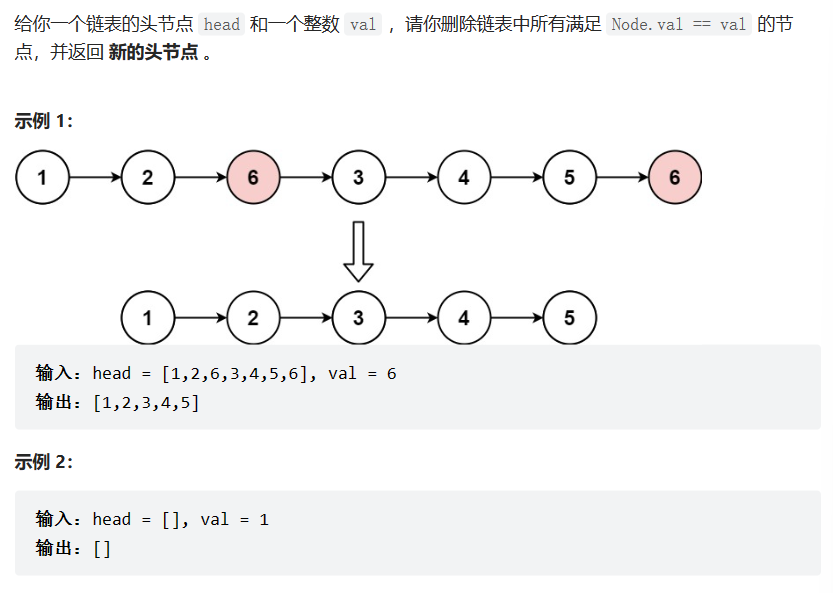 给你一个链表的头节点 head 和一个整数 val ，请你删除链表中所有满足 Node.val == val 的节
点，并返回 新的头节点 。
示例 1：
1 2 6 3 4 5 6
1 2 3 4 5
输入：head = [1,2,6,3,4,5,6], val = 6
输出：[1,2,3,4,5]
示例 2：
输入：head = [], val = 1
输出：[]